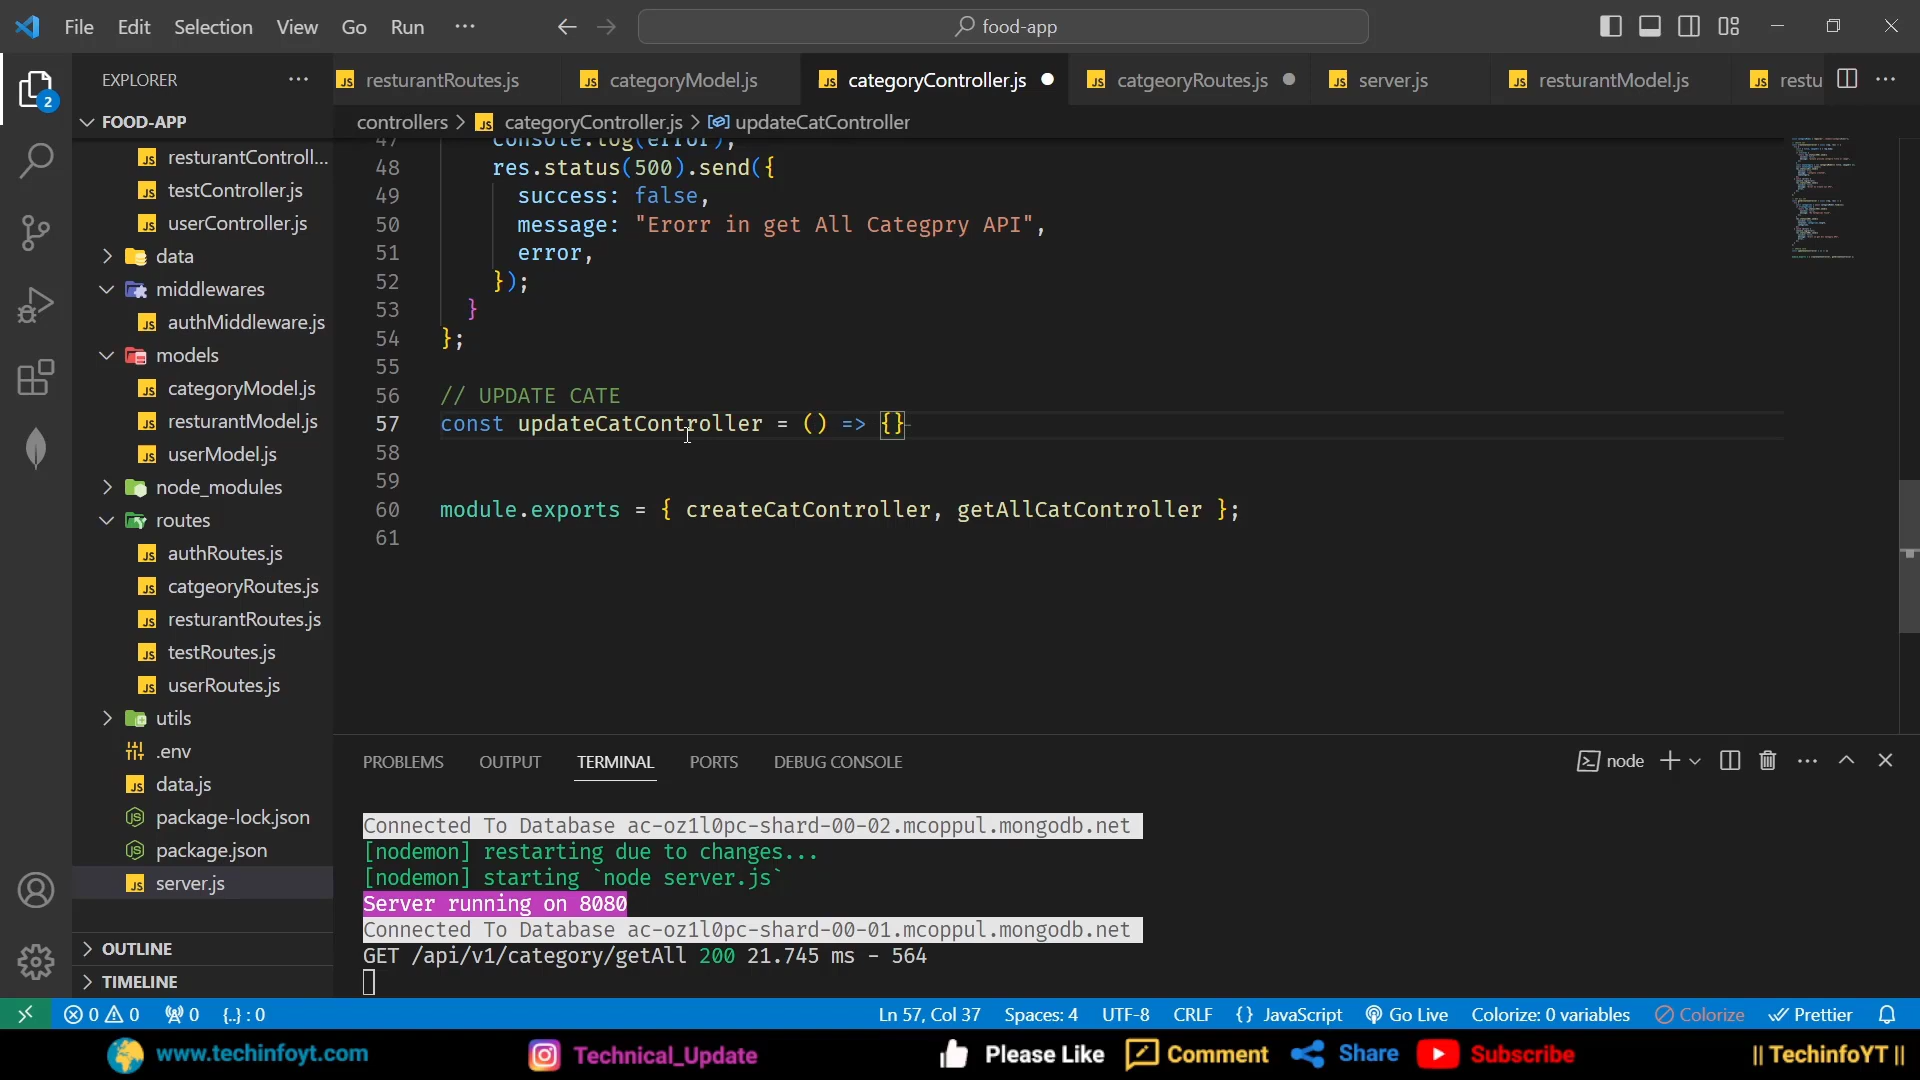 File Edit Selection View Go Run ··· food-app
EXPLORER ···
resturantRoutes.js categoryModel.js categoryController.js catgeoryRoutes.js server.js resturantModel.js restu ···
FOOD-APP
controllers > categoryController.js > updateCatController
resturantControll...
testController.js
userController.js
data
middlewares
authMiddleware.js
models
categoryModel.js
resturantModel.js
userModel.js
node_modules
routes
authRoutes.js
catgeoryRoutes.js
resturantRoutes.js
testRoutes.js
userRoutes.js
utils
.env
data.js
package-lock.json
package.json
server.js
OUTLINE
TIMELINE
47 console.log(error);
48 res.status(500).send({
49 success: false,
50 message: "Erorr in get All Categpry API",
51 error,
52 });
53 }
54 };
55
56 // UPDATE CATE
57 const updateCatController = () => {}
58
59
60 module.exports = { createCatController, getAllCatController };
61
PROBLEMS OUTPUT TERMINAL PORTS DEBUG CONSOLE node
Connected To Database ac-oz1l0pc-shard-00-02.mcoppul.mongodb.net
[nodemon] restarting due to changes...
[nodemon] starting `node server.js`
Server running on 8080
Connected To Database ac-oz1l0pc-shard-00-01.mcoppul.mongodb.net
GET /api/v1/category/getAll 200 21.745 ms - 564
0 0 0 {..} : 0 Ln 57, Col 37 Spaces: 4 UTF-8 CRLF {} JavaScript Go Live Colorize: 0 variables Colorize Prettier
www.techinfoyt.com Technical_Update Please Like Comment Share Subscribe || TechinfoYT ||